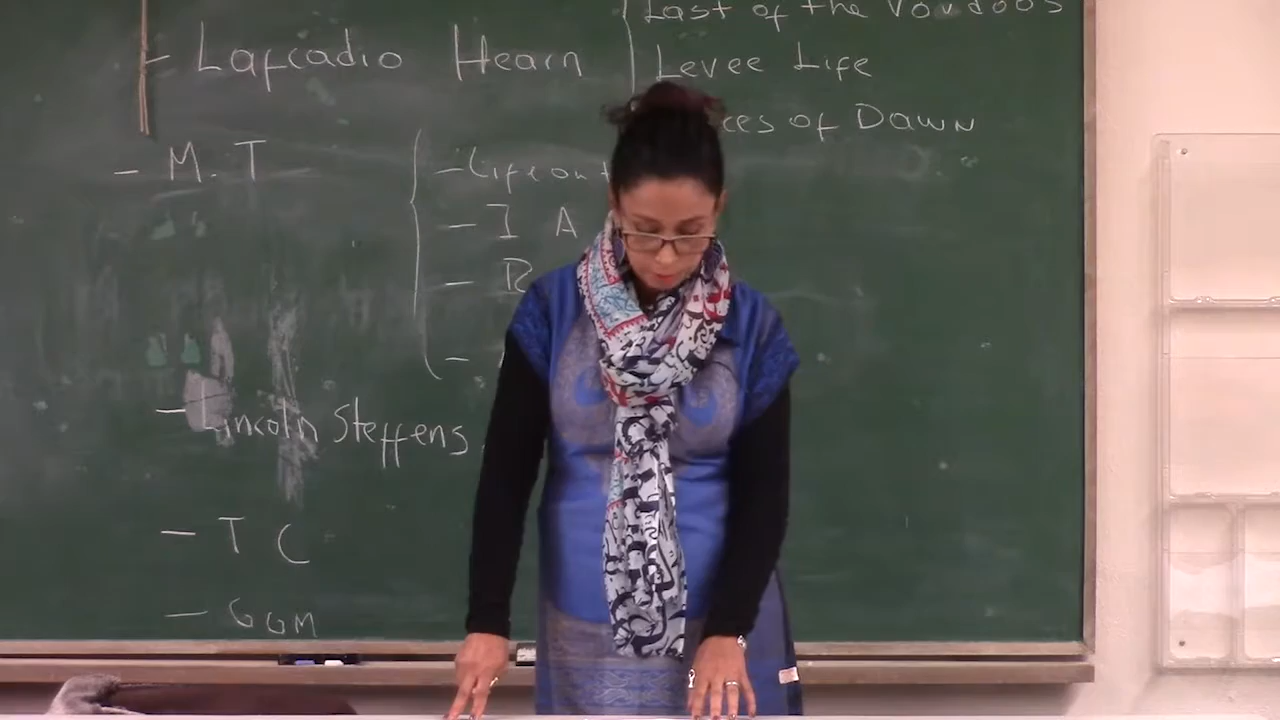 Last of the Voudoos
- Lafcadio Hearn
Levee Life
ces of Dawn
- M. T
- Life on t
- I A
- R
-
- Lincoln Steffens
- T C
- G G M